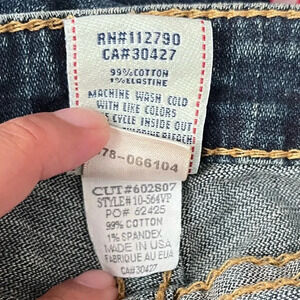 RN#112790
CA#30427
99% COTTON
1% ELASTINE
MACHINE WASH COLD
WITH LIKE COLORS
CYCLE INSIDE OUT
BLEACH
78-066104
CUT#602807
STYLE# 10-564VP
PO# 62425
99% COTTON
1% SPANDEX
MADE IN USA
FABRIQUE AU EUA
CA#30427